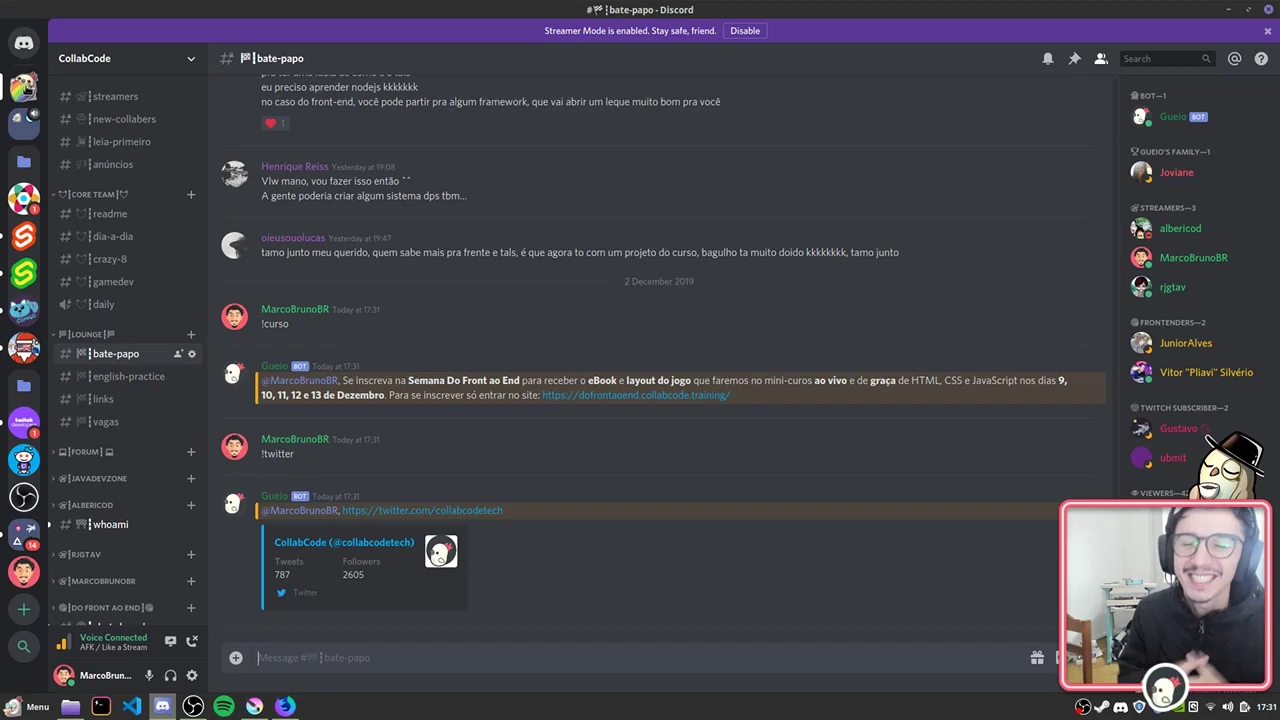 #🏁┆bate-papo - Discord
Streamer Mode is enabled. Stay safe, friend. Disable
CollabCode
🏁┆bate-papo
Search
streamers
new-collabers
leia-primeiro
anúncios
CORE TEAM
readme
dia-a-dia
crazy-8
gamedev
daily
LOUNGE
bate-papo
english-practice
links
vagas
FORUM
JAVADEVZONE
ALBERICOD
whoami
RJGTAV
MARCOBRUNOBR
DO FRONT AO END
1
1
14
Voice Connected
AFK / Like a Stream
MarcoBrun...
eu preciso aprender nodejs kkkkkkk
no caso do front-end, você pode partir pra algum framework, que vai abrir um leque muito bom pra você
1
Henrique Reiss Yesterday at 19:08
Vlw mano, vou fazer isso então ^^
A gente poderia criar algum sistema dps tbm...
oieusouolucas Yesterday at 19:47
tamo junto meu querido, quem sabe mais pra frente e tals, é que agora to com um projeto do curso, bagulho ta muito doido kkkkkkkk, tamo junto
2 December 2019
MarcoBrunoBR Today at 17:31
!curso
Gueio BOT Today at 17:31
@MarcoBrunoBR, Se inscreva na Semana Do Front ao End para receber o eBook e layout do jogo que faremos no mini-curos ao vivo e de graça de HTML, CSS e JavaScript nos dias 9,
10, 11, 12 e 13 de Dezembro. Para se inscrever só entrar no site: https://dofrontaoend.collabcode.training/
MarcoBrunoBR Today at 17:31
!twitter
Gueio BOT Today at 17:31
@MarcoBrunoBR, https://twitter.com/collabcodetech
CollabCode (@collabcodetech)
Tweets Followers
787 2605
Twitter
Message #🏁┆bate-papo
BOT—1
Gueio BOT
GUEIO'S FAMILY—1
Joviane
STREAMERS—3
albericod
MarcoBrunoBR
rjgtav
FRONTENDERS—2
JuniorAlves
Vitor "Pliavi" Silvério
TWITCH SUBSCRIBER—2
Gustavo
ubmit
VIEWERS—42
Menu
17:31